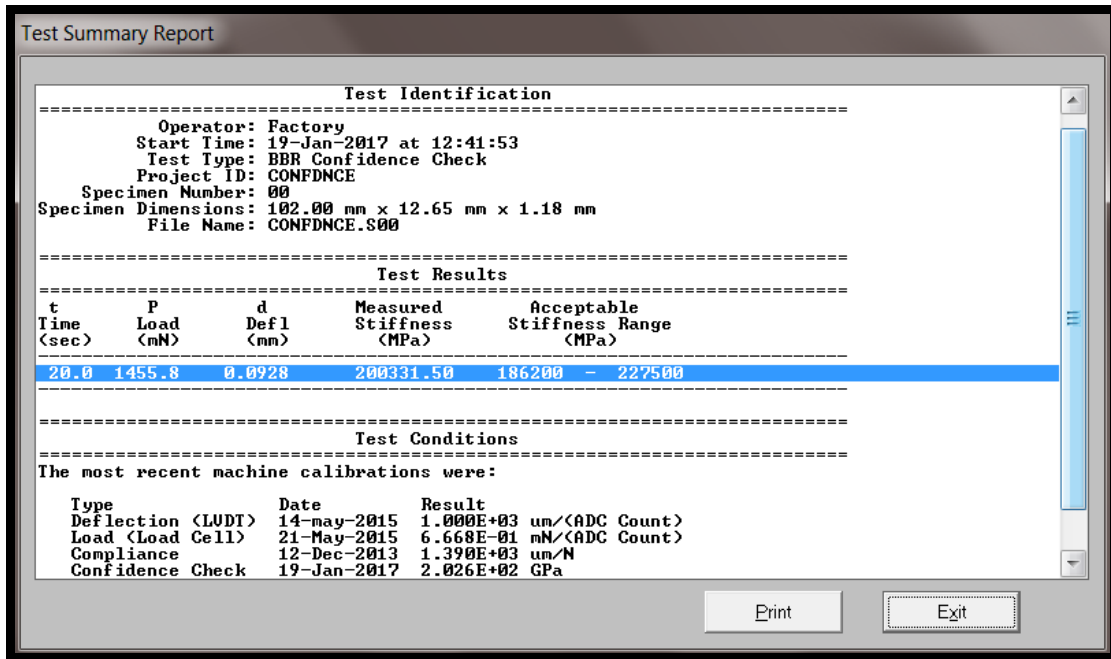 Test Summary Report
Test Identification
===========================================================================
Operator: Factory
Start Time: 19-Jan-2017 at 12:41:53
Test Type: BBR Confidence Check
Project ID: CONFDNCE
Specimen Number: 00
Specimen Dimensions: 102.00 mm x 12.65 mm x 1.18 mm
File Name: CONFDNCE.S00
===========================================================================
Test Results
===========================================================================
t P d Measured Acceptable
Time Load Defl Stiffness Stiffness Range
(sec) (mN) (mm) (MPa) (MPa)
---------------------------------------------------------------------------
20.0 1455.8 0.0928 200331.50 186200 - 227500
---------------------------------------------------------------------------
===========================================================================
Test Conditions
===========================================================================
The most recent machine calibrations were:
Type Date Result
Deflection (LVDT) 14-may-2015 1.000E+03 um/(ADC Count)
Load (Load Cell) 21-May-2015 6.668E-01 mN/(ADC Count)
Compliance 12-Dec-2013 1.390E+03 um/N
Confidence Check 19-Jan-2017 2.026E+02 GPa
Print Exit